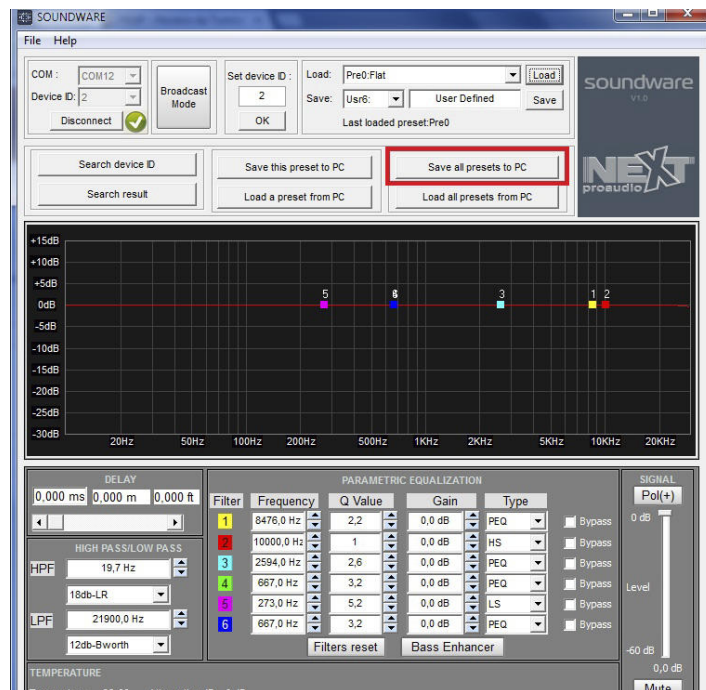 SOUNDWARE
File Help
COM : COM12
Device ID: 2
Disconnect
Broadcast
Mode
Set device ID :
2
OK
Load: Pre0:Flat Load
Save: Usr6: User Defined Save
Last loaded preset:Pre0
soundware
V1.0
Search device ID
Search result
Save this preset to PC
Load a preset from PC
Save all presets to PC
Load all presets from PC
NEXT
proaudio
+15dB
+10dB
+5dB
0dB
-5dB
-10dB
-15dB
-20dB
-25dB
-30dB
5 3 1 2
20Hz 50Hz 100Hz 200Hz 500Hz 1KHz 2KHz 5KHz 10KHz 20KHz
DELAY
0,000 ms 0,000 m 0,000 ft
HIGH PASS/LOW PASS
HPF 19,7 Hz
18db-LR
LPF 21900,0 Hz
12db-Bworth
PARAMETRIC EQUALIZATION
Filter Frequency Q Value Gain Type
1 8476,0 Hz 2,2 0,0 dB PEQ Bypass
2 10000,0 Hz 1 0,0 dB HS Bypass
3 2594,0 Hz 2,6 0,0 dB PEQ Bypass
4 667,0 Hz 3,2 0,0 dB PEQ Bypass
5 273,0 Hz 5,2 0,0 dB LS Bypass
6 667,0 Hz 3,2 0,0 dB PEQ Bypass
Filters reset Bass Enhancer
SIGNAL
Pol(+)
0 dB
Level
-60 dB
0,0 dB
Mute
TEMPERATURE